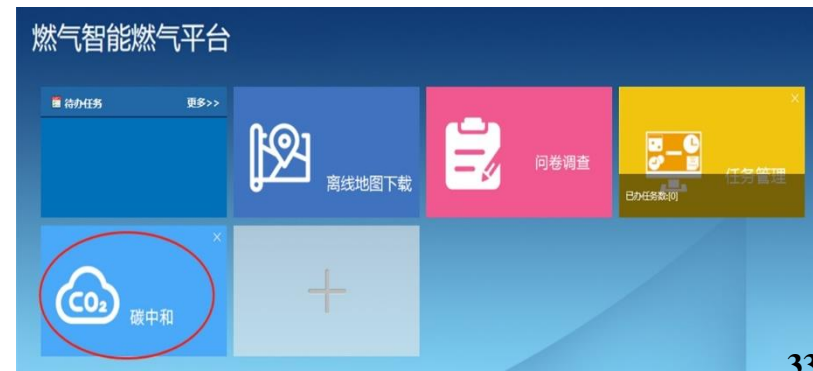 燃气智能燃气平台
待办任务 更多>>
离线地图下载
问卷调查
任务管理
已办任务数:[0]
CO₂
碳中和
33